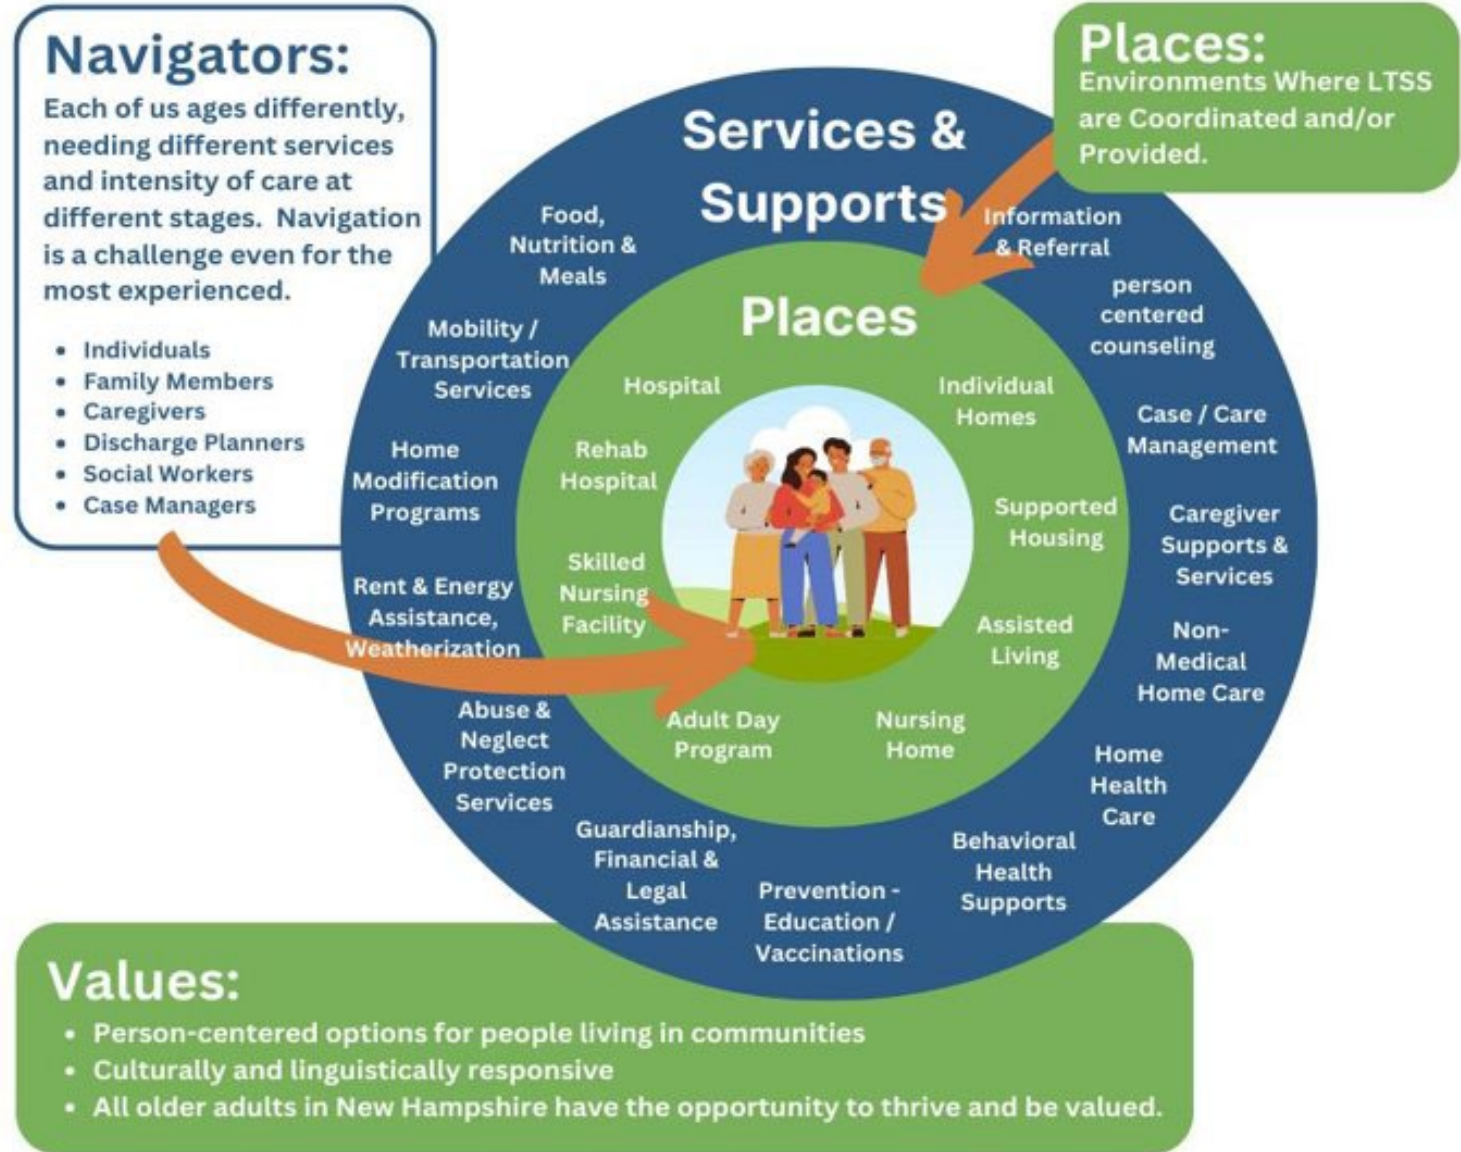 Navigators:
Each of us ages differently,
needing different services
and intensity of care at
different stages. Navigation
is a challenge even for the
most experienced.
• Individuals
• Family Members
• Caregivers
• Discharge Planners
• Social Workers
• Case Managers
Places:
Environments Where LTSS
are Coordinated and/or
Provided.
Services &
Supports
Information
& Referral
person
centered
counseling
Case / Care
Management
Caregiver
Supports &
Services
Non-
Medical
Home Care
Home
Health
Care
Behavioral
Health
Supports
Prevention -
Education /
Vaccinations
Guardianship,
Financial &
Legal
Assistance
Abuse &
Neglect
Protection
Services
Rent & Energy
Assistance,
Weatherization
Home
Modification
Programs
Mobility /
Transportation
Services
Food,
Nutrition &
Meals
Places
Individual
Homes
Supported
Housing
Assisted
Living
Nursing
Home
Adult Day
Program
Skilled
Nursing
Facility
Rehab
Hospital
Hospital
Values:
• Person-centered options for people living in communities
• Culturally and linguistically responsive
• All older adults in New Hampshire have the opportunity to thrive and be valued.